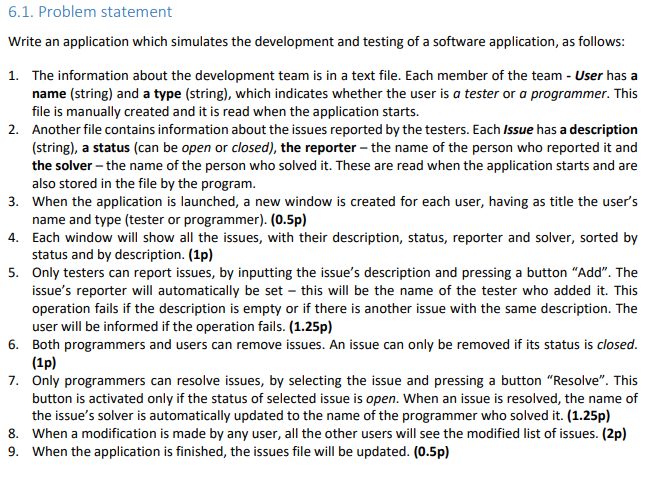 6.1. Problem statement
Write an application which simulates the development and testing of a software application, as follows:
1. The information about the development team is in a text file. Each member of the team - User has a
name (string) and a type (string), which indicates whether the user is a tester or a programmer. This
file is manually created and it is read when the application starts.
2. Another file contains information about the issues reported by the testers. Each Issue has a description
(string), a status (can be open or closed), the reporter – the name of the person who reported it and
the solver – the name of the person who solved it. These are read when the application starts and are
also stored in the file by the program.
3. When the application is launched, a new window is created for each user, having as title the user's
name and type (tester or programmer). (0.5p)
4. Each window will show all the issues, with their description, status, reporter and solver, sorted by
status and by description. (1p)
5. Only testers can report issues, by inputting the issue's description and pressing a button "Add". The
issue's reporter will automatically be set – this will be the name of the tester who added it. This
operation fails if the description is empty or if there is another issue with the same description. The
user will be informed if the operation fails. (1.25p)
6. Both programmers and users can remove issues. An issue can only be removed if its status is closed.
(1p)
7. Only programmers can resolve issues, by selecting the issue and pressing a button "Resolve". This
button is activated only if the status of selected issue is open. When an issue is resolved, the name of
the issue's solver is automatically updated to the name of the programmer who solved it. (1.25p)
8. When a modification is made by any user, all the other users will see the modified list of issues. (2p)
9. When the application is finished, the issues file will be updated. (0.5p)